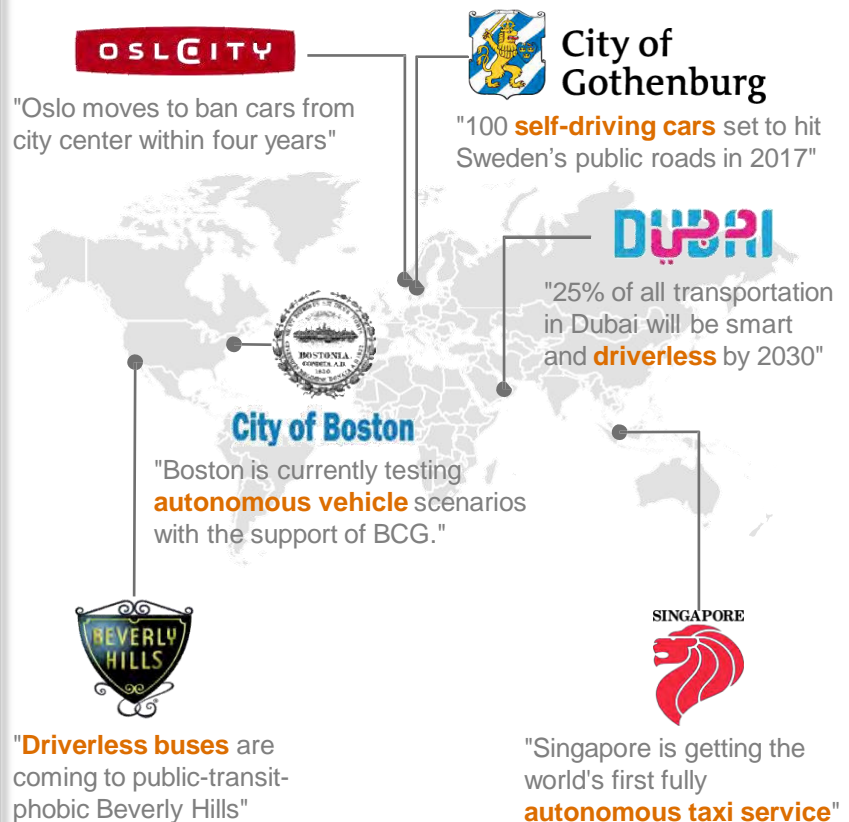 OSLCITY
"Oslo moves to ban cars from
city center within four years"
City of
Gothenburg
"100 self-driving cars set to hit
Sweden's public roads in 2017"
DUBAI
"25% of all transportation
in Dubai will be smart
and driverless by 2030"
BOSTONIA.
CONDITA A.D.
1630
City of Boston
"Boston is currently testing
autonomous vehicle scenarios
with the support of BCG."
BEVERLY
HILLS
"Driverless buses are
coming to public-transit-
phobic Beverly Hills"
SINGAPORE
"Singapore is getting the
world's first fully
autonomous taxi service"